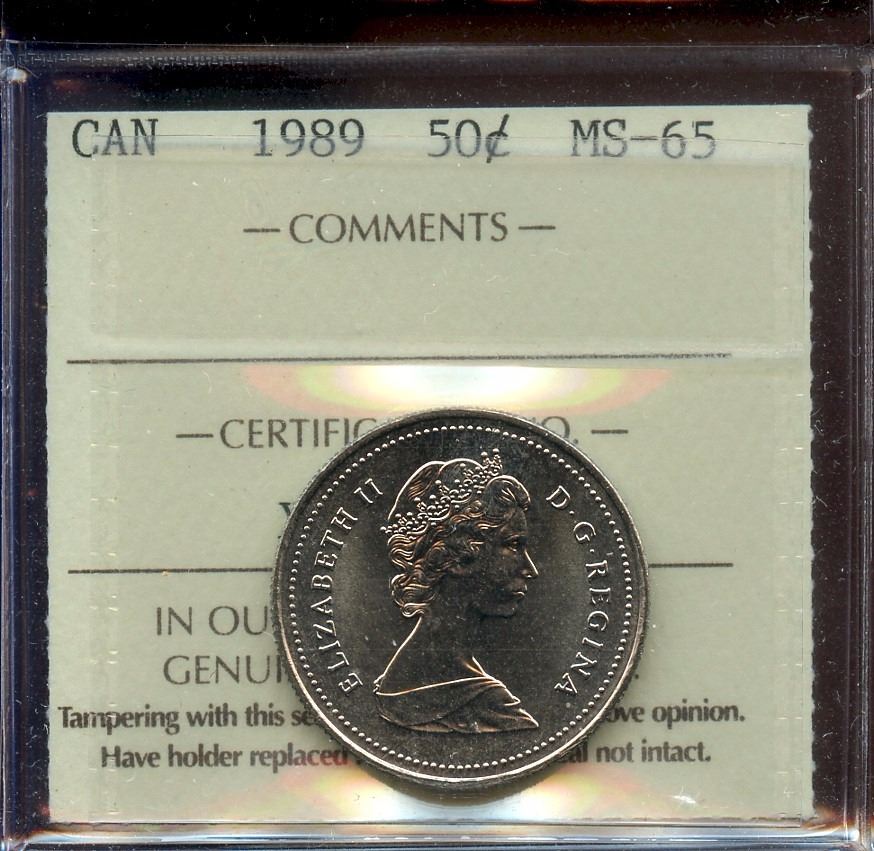 CAN 1989 50¢ MS-65
— COMMENTS —
— CERTIFIC O. —
IN OU
GENUI
Tampering with this se ove opinion.
Have holder replaced al not intact.
ELIZABETH II D·G·REGINA